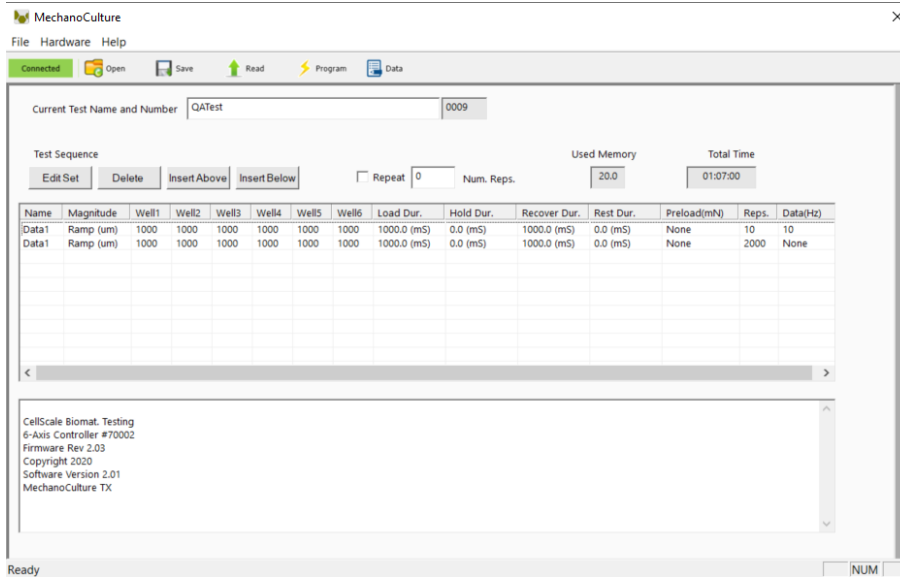 MechanoCulture
File Hardware Help
Connected Open Save Read Program Data
Current Test Name and Number QATest 0009
Test Sequence Used Memory Total Time
Edit Set Delete Insert Above Insert Below Repeat 0 Num. Reps. 20.0 01:07:00
Name Magnitude Well1 Well2 Well3 Well4 Well5 Well6 Load Dur. Hold Dur. Recover Dur. Rest Dur. Preload(mN) Reps. Data(Hz)
Data1 Ramp (um) 1000 1000 1000 1000 1000 1000 1000.0 (mS) 0.0 (mS) 1000.0 (mS) 0.0 (mS) None 10 10
Data1 Ramp (um) 1000 1000 1000 1000 1000 1000 1000.0 (mS) 0.0 (mS) 1000.0 (mS) 0.0 (mS) None 2000 None
CellScale Biomat. Testing
6-Axis Controller #70002
Firmware Rev 2.03
Copyright 2020
Software Version 2.01
MechanoCulture TX
Ready NUM